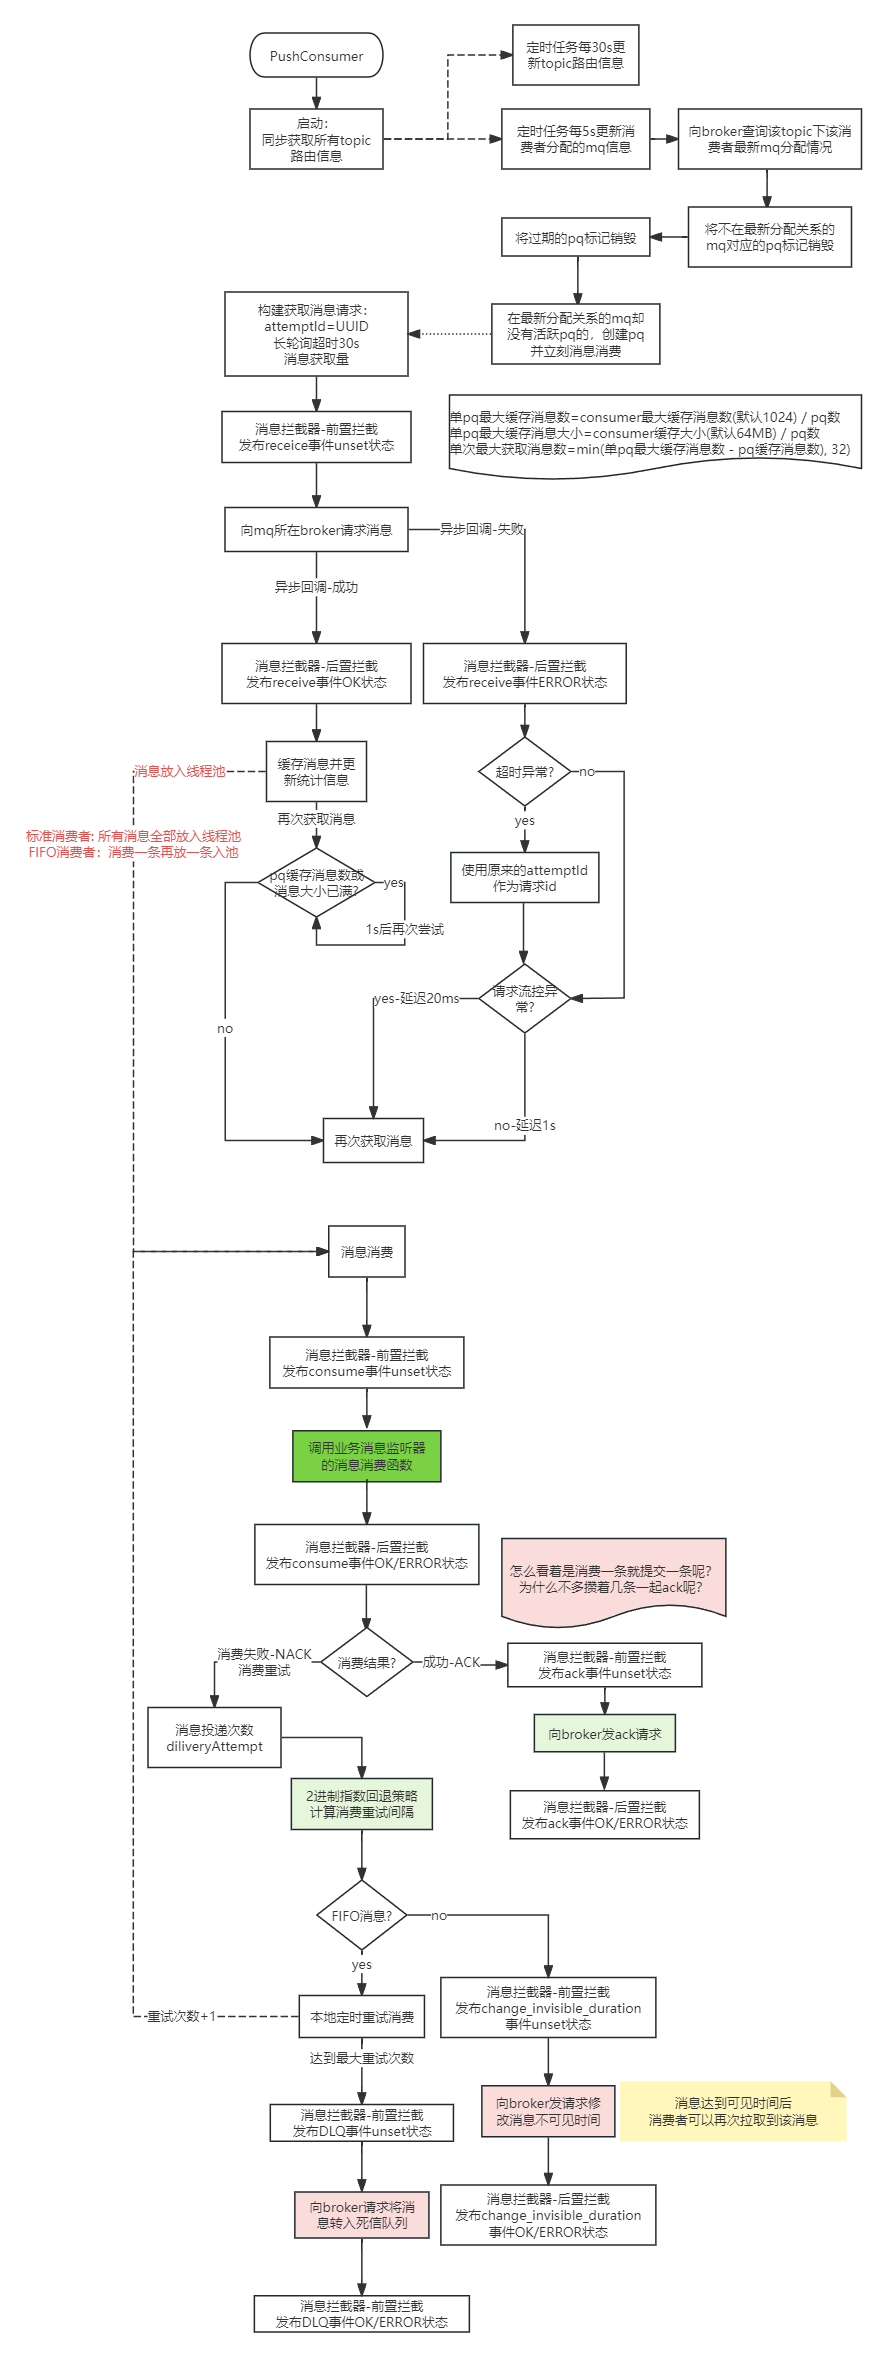 PushConsumer
定时任务每30s更
新topic路由信息
启动：
同步获取所有topic
路由信息
定时任务每5s更新消
费者分配的mq信息
向broker查询该topic下该消
费者最新mq分配情况
将不在最新分配关系的
mq对应的pq标记销毁
将过期的pq标记销毁
在最新分配关系的mq却
没有活跃pq的，创建pq
并立刻消息消费
构建获取消息请求：
attemptId=UUID
长轮询超时30s
消息获取量
消息拦截器-前置拦截
发布receice事件unset状态
单pq最大缓存消息数=consumer最大缓存消息数(默认1024) / pq数
单pq最大缓存消息大小=consumer缓存大小(默认64MB) / pq数
单次最大获取消息数=min(单pq最大缓存消息数 - pq缓存消息数), 32)
向mq所在broker请求消息
异步回调-失败
异步回调-成功
消息拦截器-后置拦截
发布receive事件OK状态
消息拦截器-后置拦截
发布receive事件ERROR状态
消息放入线程池
缓存消息并更
新统计信息
超时异常?
no
再次获取消息
yes
标准消费者: 所有消息全部放入线程池
FIFO消费者：消费一条再放一条入池
pq缓存消息数或
消息大小已满?
yes
使用原来的attemptId
作为请求id
1s后再次尝试
请求流控异
常?
yes-延迟20ms
no
no-延迟1s
再次获取消息
消息消费
消息拦截器-前置拦截
发布consume事件unset状态
调用业务消息监听器
的消息消费函数
消息拦截器-后置拦截
发布consume事件OK/ERROR状态
怎么看着是消费一条就提交一条呢?
为什么不多攒着几条一起ack呢?
消费失败-NACK
消费重试
消费结果?
成功-ACK
消息拦截器-前置拦截
发布ack事件unset状态
消息投递次数
diliveryAttempt
向broker发ack请求
2进制指数回退策略
计算消费重试间隔
消息拦截器-后置拦截
发布ack事件OK/ERROR状态
FIFO消息?
no
yes
消息拦截器-前置拦截
发布change_invisible_duration
事件unset状态
重试次数+1
本地定时重试消费
达到最大重试次数
消息拦截器-前置拦截
发布DLQ事件unset状态
向broker发请求修
改消息不可见时间
消息达到可见时间后
消费者可以再次拉取到该消息
向broker请求将消
息转入死信队列
消息拦截器-后置拦截
发布change_invisible_duration
事件OK/ERROR状态
消息拦截器-前置拦截
发布DLQ事件OK/ERROR状态